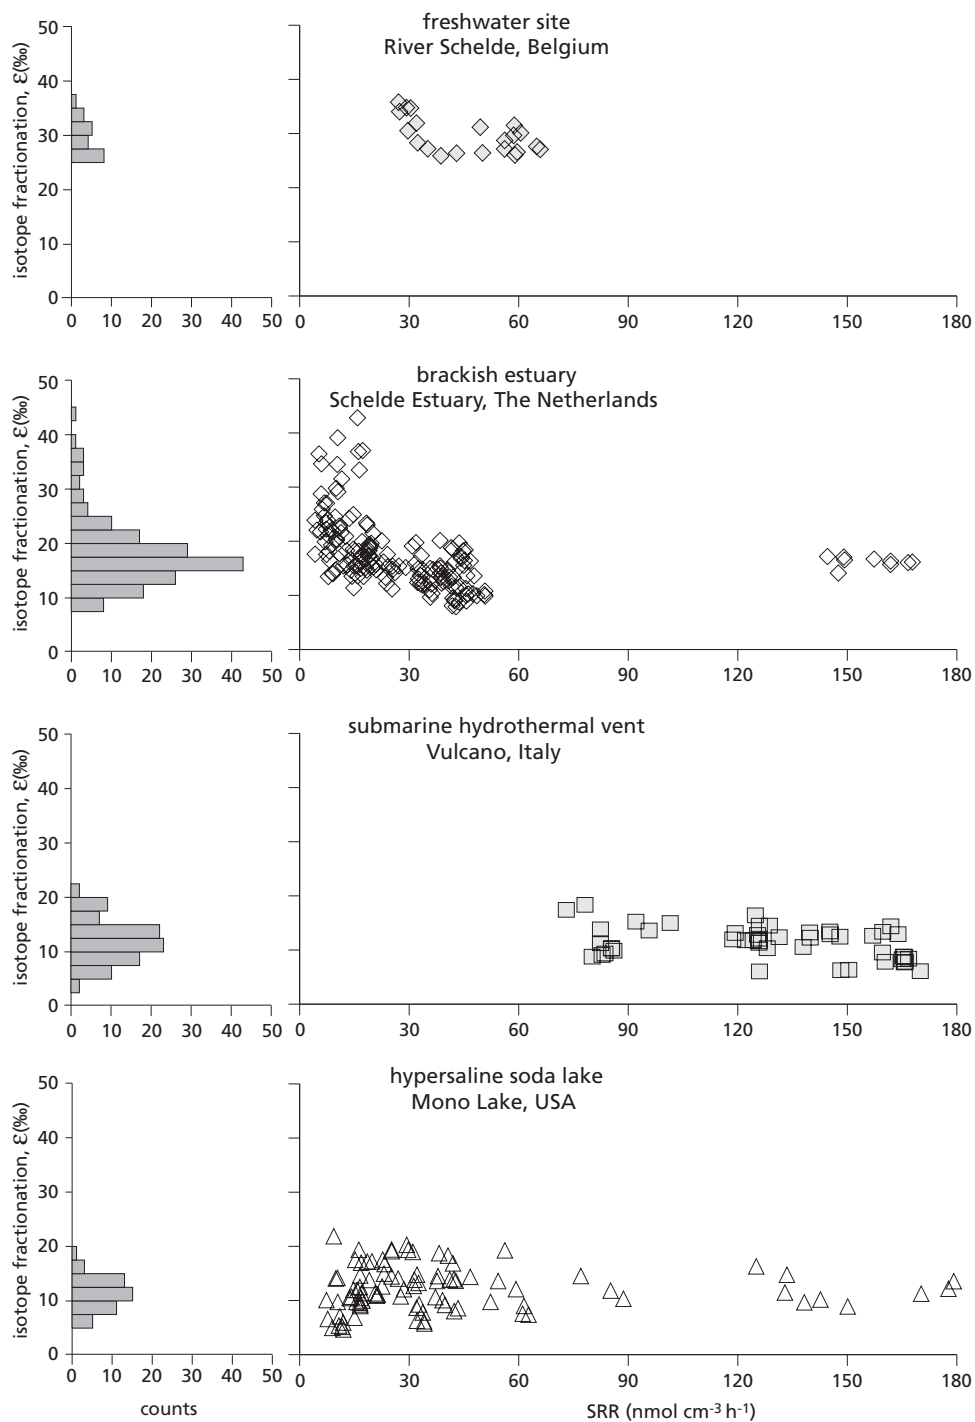 freshwater site
River Schelde, Belgium
isotope fractionation, ε(‰)
50
40
30
20
10
0
0 10 20 30 40 50
0 30 60 90 120 150 180
brackish estuary
Schelde Estuary, The Netherlands
isotope fractionation, ε(‰)
50
40
30
20
10
0
0 10 20 30 40 50
0 30 60 90 120 150 180
submarine hydrothermal vent
Vulcano, Italy
isotope fractionation, ε(‰)
50
40
30
20
10
0
0 10 20 30 40 50
0 30 60 90 120 150 180
hypersaline soda lake
Mono Lake, USA
isotope fractionation, ε(‰)
50
40
30
20
10
0
0 10 20 30 40 50
0 30 60 90 120 150 180
counts
SRR (nmol cm⁻³ h⁻¹)